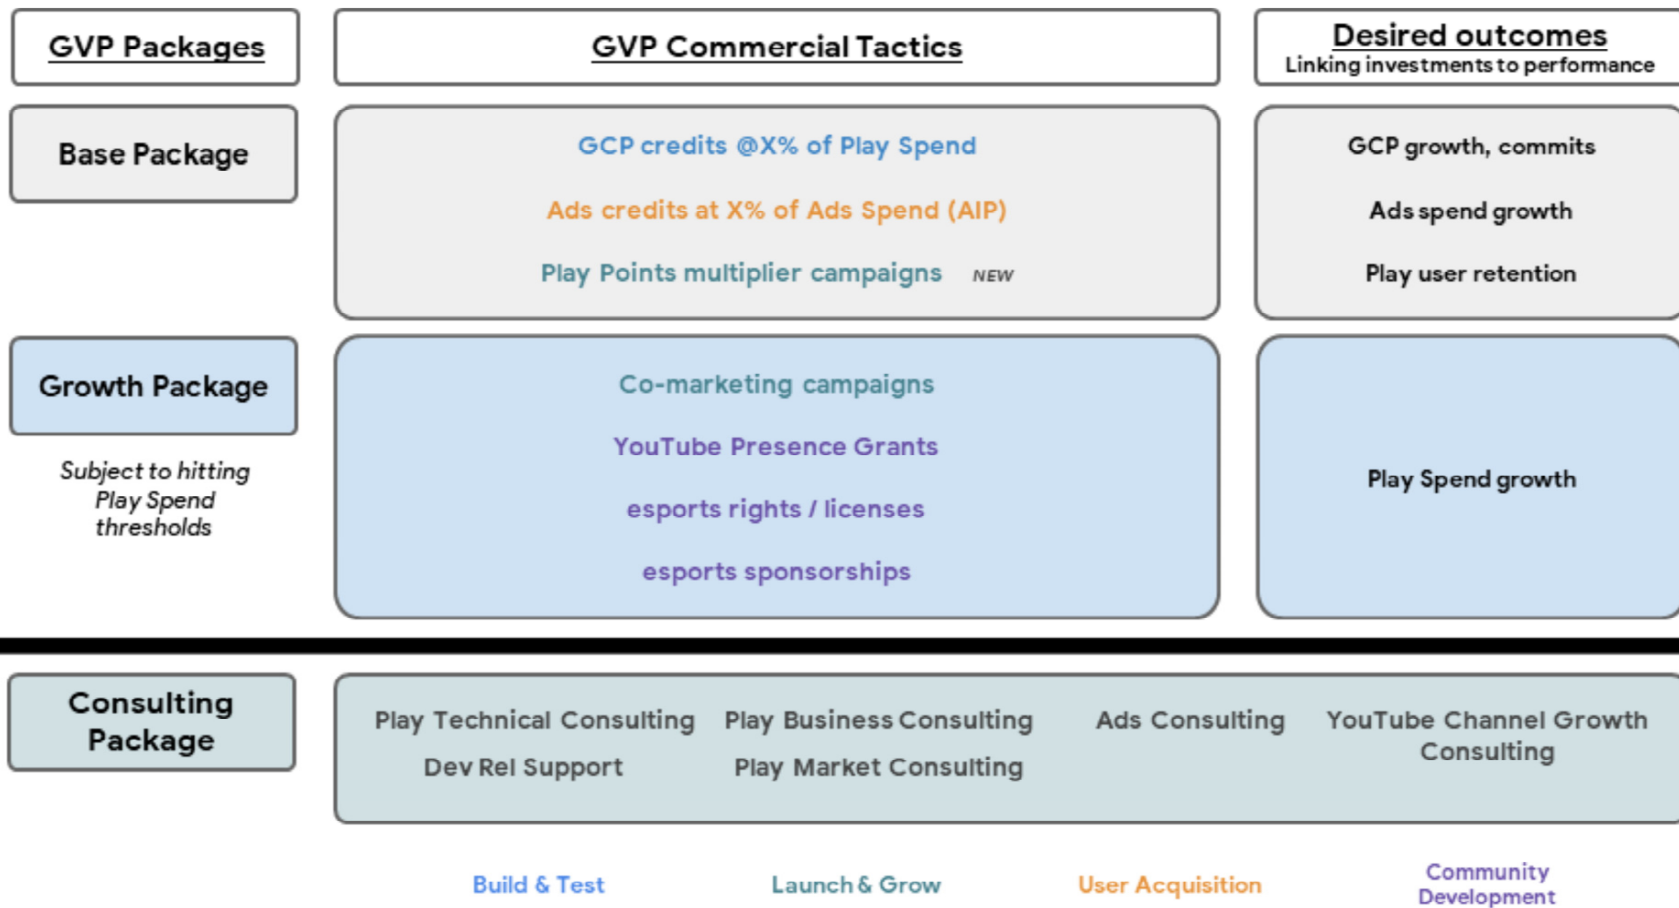 GVP Packages
GVP Commercial Tactics
Desired outcomes
Linking investments to performance
Base Package
GCP credits @X% of Play Spend
Ads credits at X% of Ads Spend (AIP)
Play Points multiplier campaigns NEW
GCP growth, commits
Ads spend growth
Play user retention
Growth Package
Subject to hitting
Play Spend
thresholds
Co-marketing campaigns
YouTube Presence Grants
esports rights / licenses
esports sponsorships
Play Spend growth
Consulting
Package
Play Technical Consulting
Dev Rel Support
Play Business Consulting
Play Market Consulting
Ads Consulting
YouTube Channel Growth
Consulting
Build & Test
Launch & Grow
User Acquisition
Community
Development